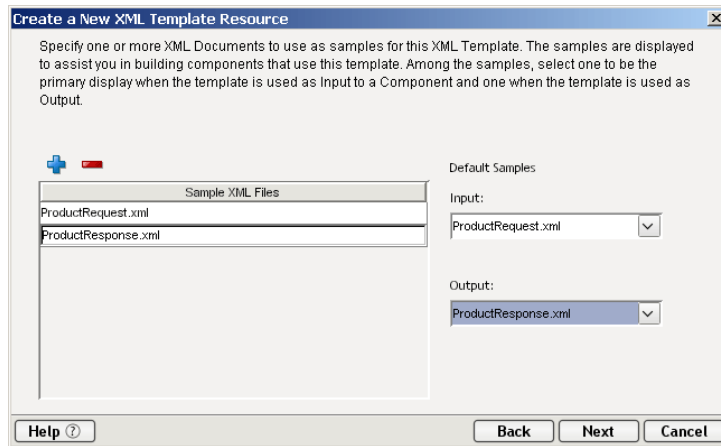 Create a New XML Template Resource
Specify one or more XML Documents to use as samples for this XML Template. The samples are displayed
to assist you in building components that use this template. Among the samples, select one to be the
primary display when the template is used as Input to a Component and one when the template is used as
Output.
Sample XML Files
ProductRequest.xml
ProductResponse.xml
Default Samples
Input:
ProductRequest.xml
Output:
ProductResponse.xml
Help ?
Back Next Cancel